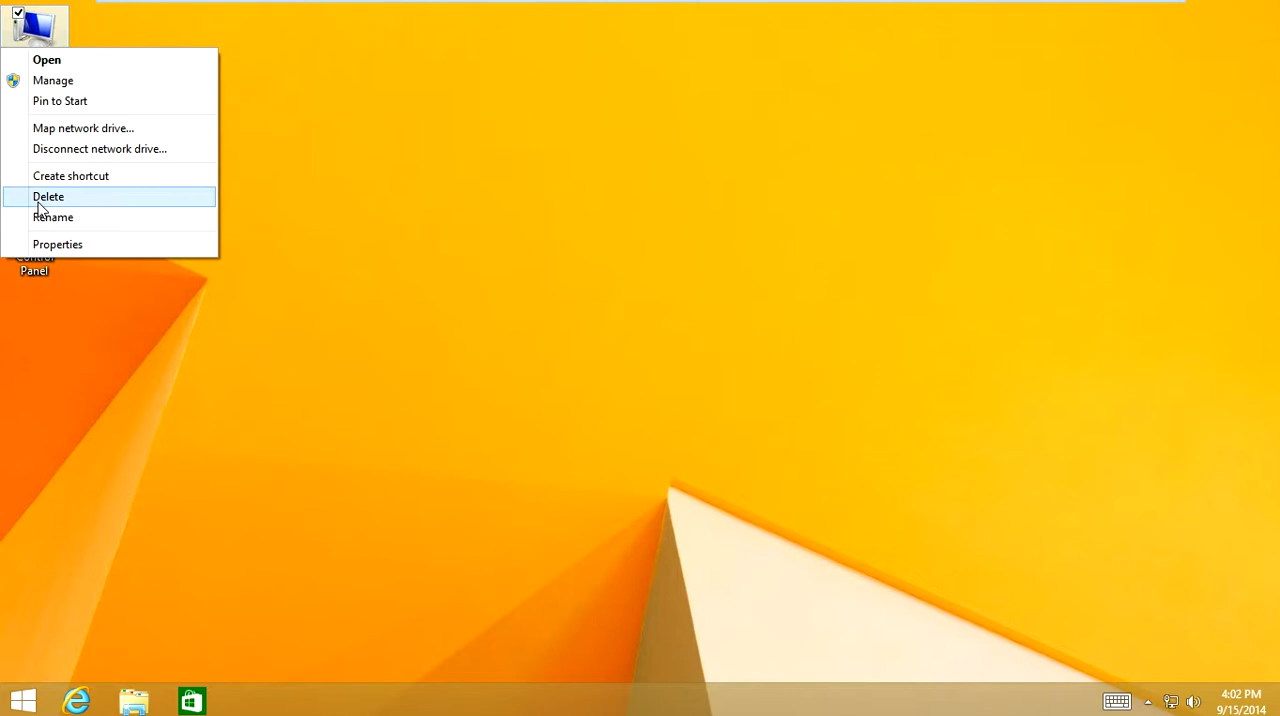 Open
Manage
Pin to Start
Map network drive...
Disconnect network drive...
Create shortcut
Delete
Rename
Properties
Control
Panel
4:02 PM
9/15/2014